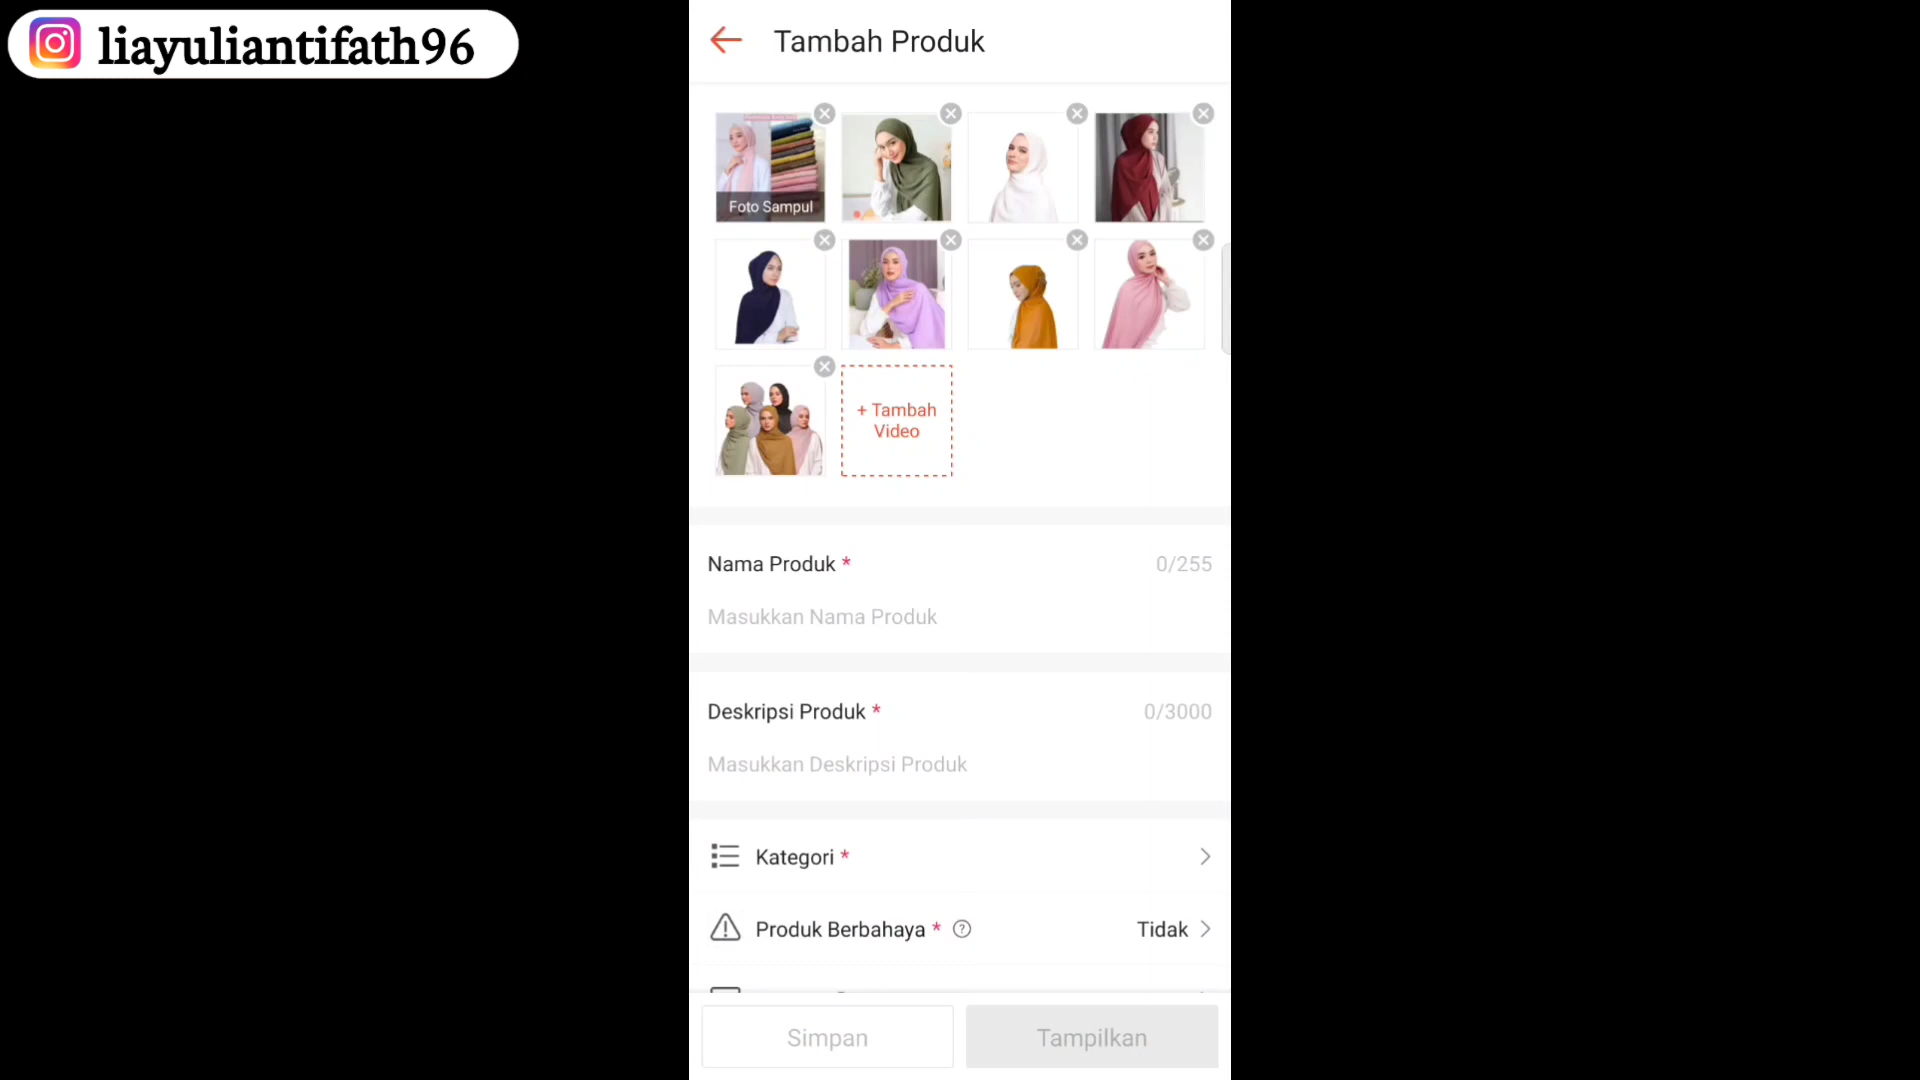 liayuliantifath96
Tambah Produk
Foto Sampul
+ Tambah
Video
Nama Produk *
0/255
Masukkan Nama Produk
Deskripsi Produk *
0/3000
Masukkan Deskripsi Produk
Kategori *
Produk Berbahaya * ?
Tidak
Simpan
Tampilkan